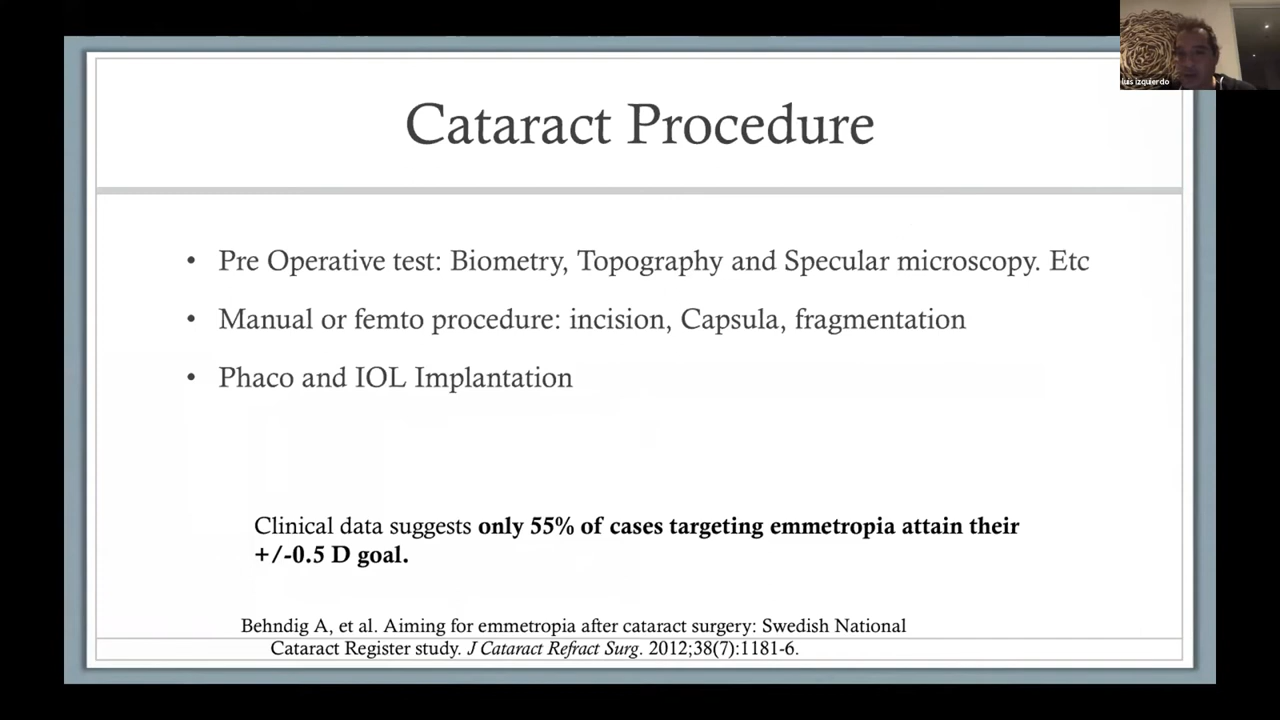 luis izquierdo
Cataract Procedure
• Pre Operative test: Biometry, Topography and Specular microscopy. Etc
• Manual or femto procedure: incision, Capsula, fragmentation
• Phaco and IOL Implantation
Clinical data suggests only 55% of cases targeting emmetropia attain their
+/-0.5 D goal.
Behndig A, et al. Aiming for emmetropia after cataract surgery: Swedish National
Cataract Register study. J Cataract Refract Surg. 2012;38(7):1181-6.